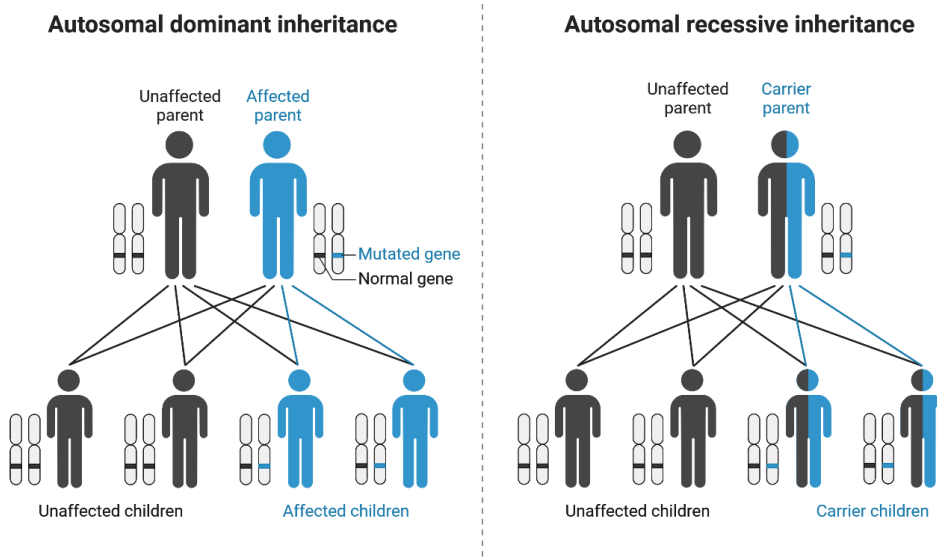 Autosomal dominant inheritance
Unaffected
parent
Affected
parent
Mutated gene
Normal gene
Unaffected children
Affected children
Autosomal recessive inheritance
Unaffected
parent
Carrier
parent
Unaffected children
Carrier children